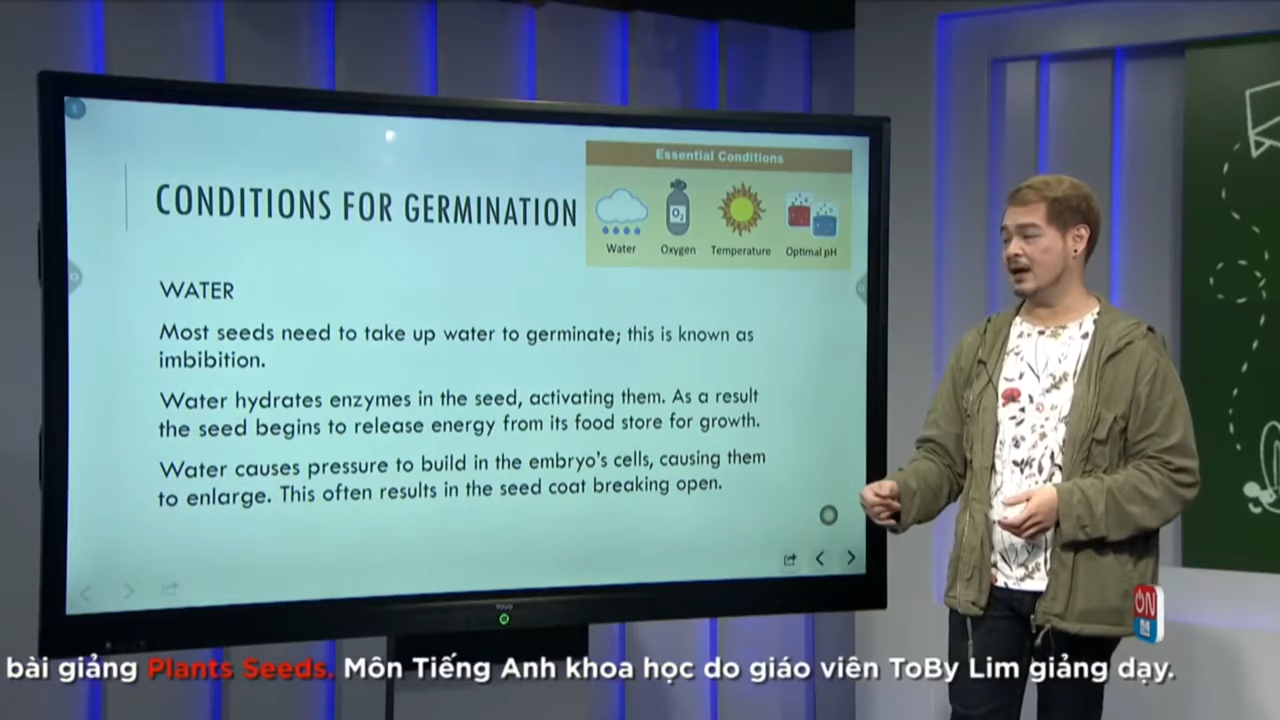 Essential Conditions
CONDITIONS FOR GERMINATION
O2
Water
Oxygen
Temperature
Optimal pH
WATER
Most seeds need to take up water to germinate; this is known as
imbibition.
Water hydrates enzymes in the seed, activating them. As a result
the seed begins to release energy from its food store for growth.
Water causes pressure to build in the embryo's cells, causing them
to enlarge. This often results in the seed coat breaking open.
ON
bài giảng Plants Seeds. Môn Tiếng Anh khoa học do giáo viên ToBy Lim giảng dạy.